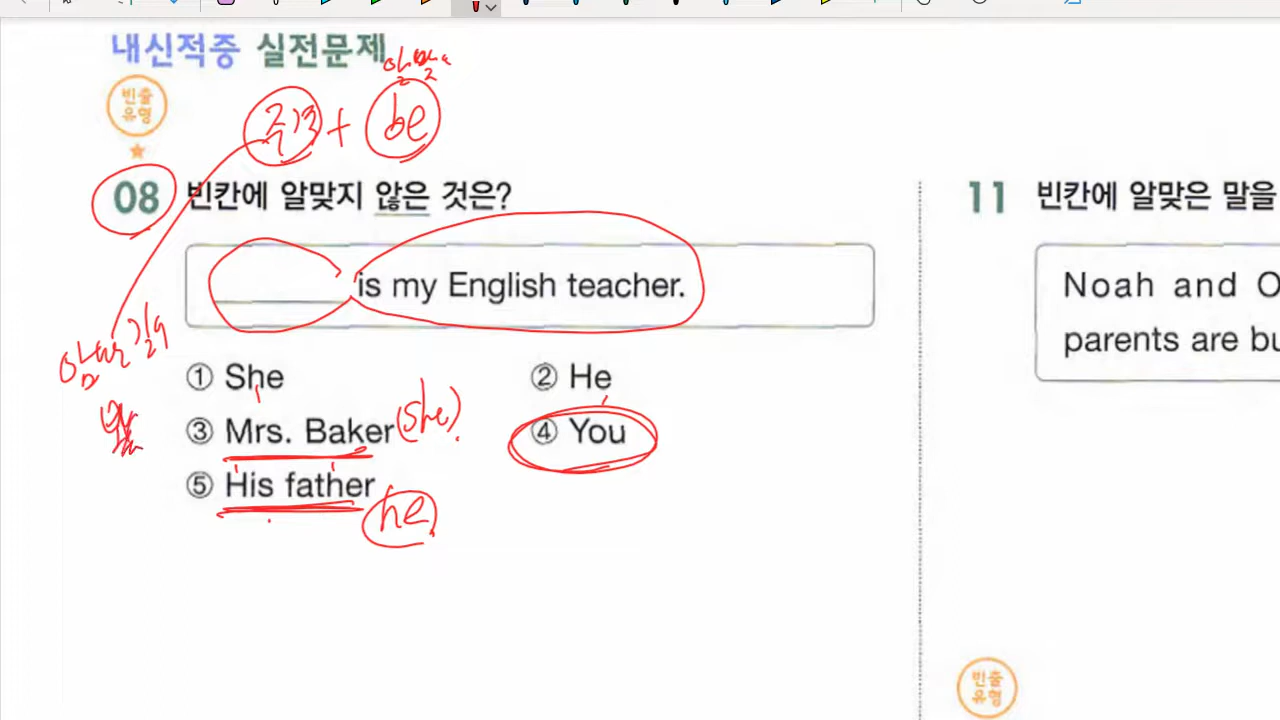 내신적중 실전문제
빈출
유형
+ be
08 빈칸에 알맞지 않은 것은?
is my English teacher.
① She
② He
③ Mrs. Baker (she)
④ You
⑤ His father
he
11 빈칸에 알맞은 말을
Noah and O
parents are bu
빈출
유형